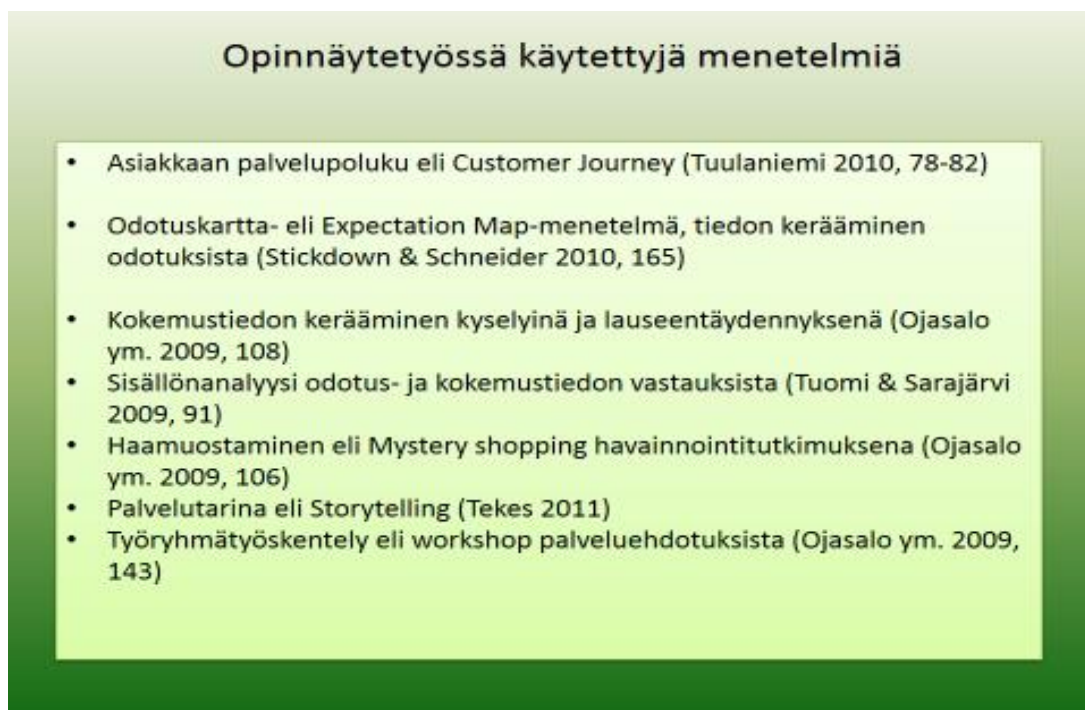 Opinnäytetyössä käytettyjä menetelmiä
• Asiakkaan palvelupoluku eli Customer Journey (Tuulaniemi 2010, 78-82)
• Odotuskartta- eli Expectation Map-menetelmä, tiedon kerääminen
odotuksista (Stickdown & Schneider 2010, 165)
• Kokemustiedon kerääminen kyselyinä ja lauseentäydennyksenä (Ojasalo
ym. 2009, 108)
• Sisällönanalyysi odotus- ja kokemustiedon vastauksista (Tuomi & Sarajärvi
2009, 91)
• Haamuostaminen eli Mystery shopping havainnointitutkimuksena (Ojasalo
ym. 2009, 106)
• Palvelutarina eli Storytelling (Tekes 2011)
• Työryhmätyöskentely eli workshop palveluehdotuksista (Ojasalo ym. 2009,
143)